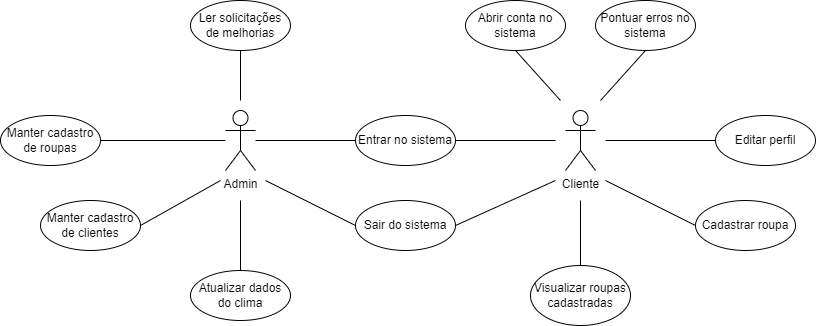 Ler solicitações
de melhorias
Abrir conta no
sistema
Pontuar erros no
sistema
Manter cadastro
de roupas
Entrar no sistema
Editar perfil
Admin
Cliente
Manter cadastro
de clientes
Sair do sistema
Cadastrar roupa
Atualizar dados
do clima
Visualizar roupas
cadastradas